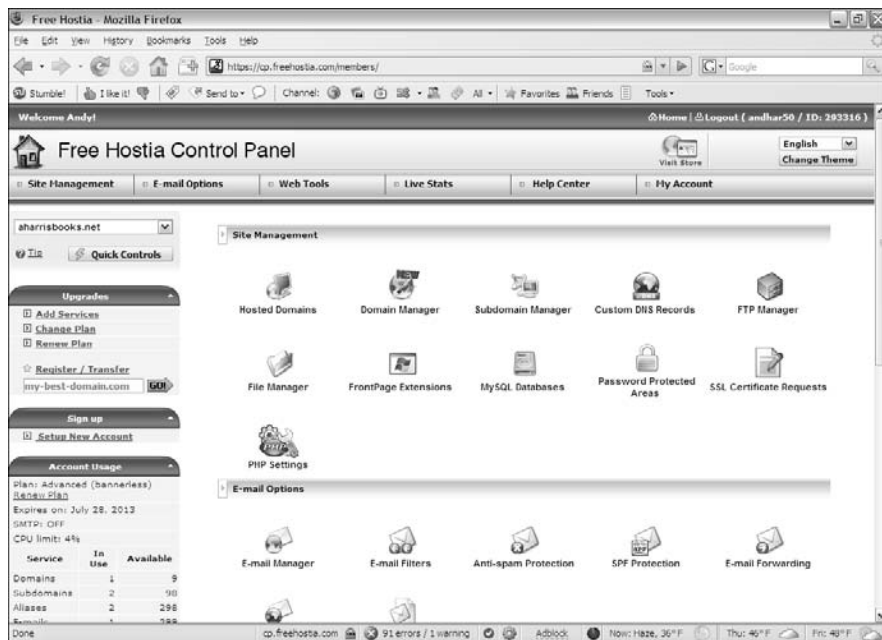 Free Hostia - Mozilla Firefox
File Edit View History Bookmarks Tools Help
https://cp.freehostia.com/members/
Google
Stumble! I like it! Send to Channel: All Favorites Friends Tools
Welcome Andy!
Home | Logout ( andhar50 / ID: 293316 )
Free Hostia Control Panel
Visit Store
English
Change Theme
Site Management E-mail Options Web Tools Live Stats Help Center My Account
aharrisbooks.net
Tip Quick Controls
Upgrades
Add Services
Change Plan
Renew Plan
Register / Transfer
my-best-domain.com GO!
Sign up
Setup New Account
Account Usage
Plan: Advanced (bannerless)
Renew Plan
Expires on: July 28, 2013
SMTP: OFF
CPU limit: 4%
Service In Use Available
Domains 1 9
Subdomains 2 98
Aliases 2 298
E-mails 1 299
Site Management
NEW
Hosted Domains Domain Manager Subdomain Manager Custom DNS Records FTP Manager
File Manager FrontPage Extensions MySQL Databases Password Protected Areas SSL Certificate Requests
PHP
PHP Settings
E-mail Options
SPF
E-mail Manager E-mail Filters Anti-spam Protection SPF Protection E-mail Forwarding
Done cp.freehostia.com 91 errors / 1 warning Adblock Now: Haze, 36°F Thu: 46°F Fri: 48°F